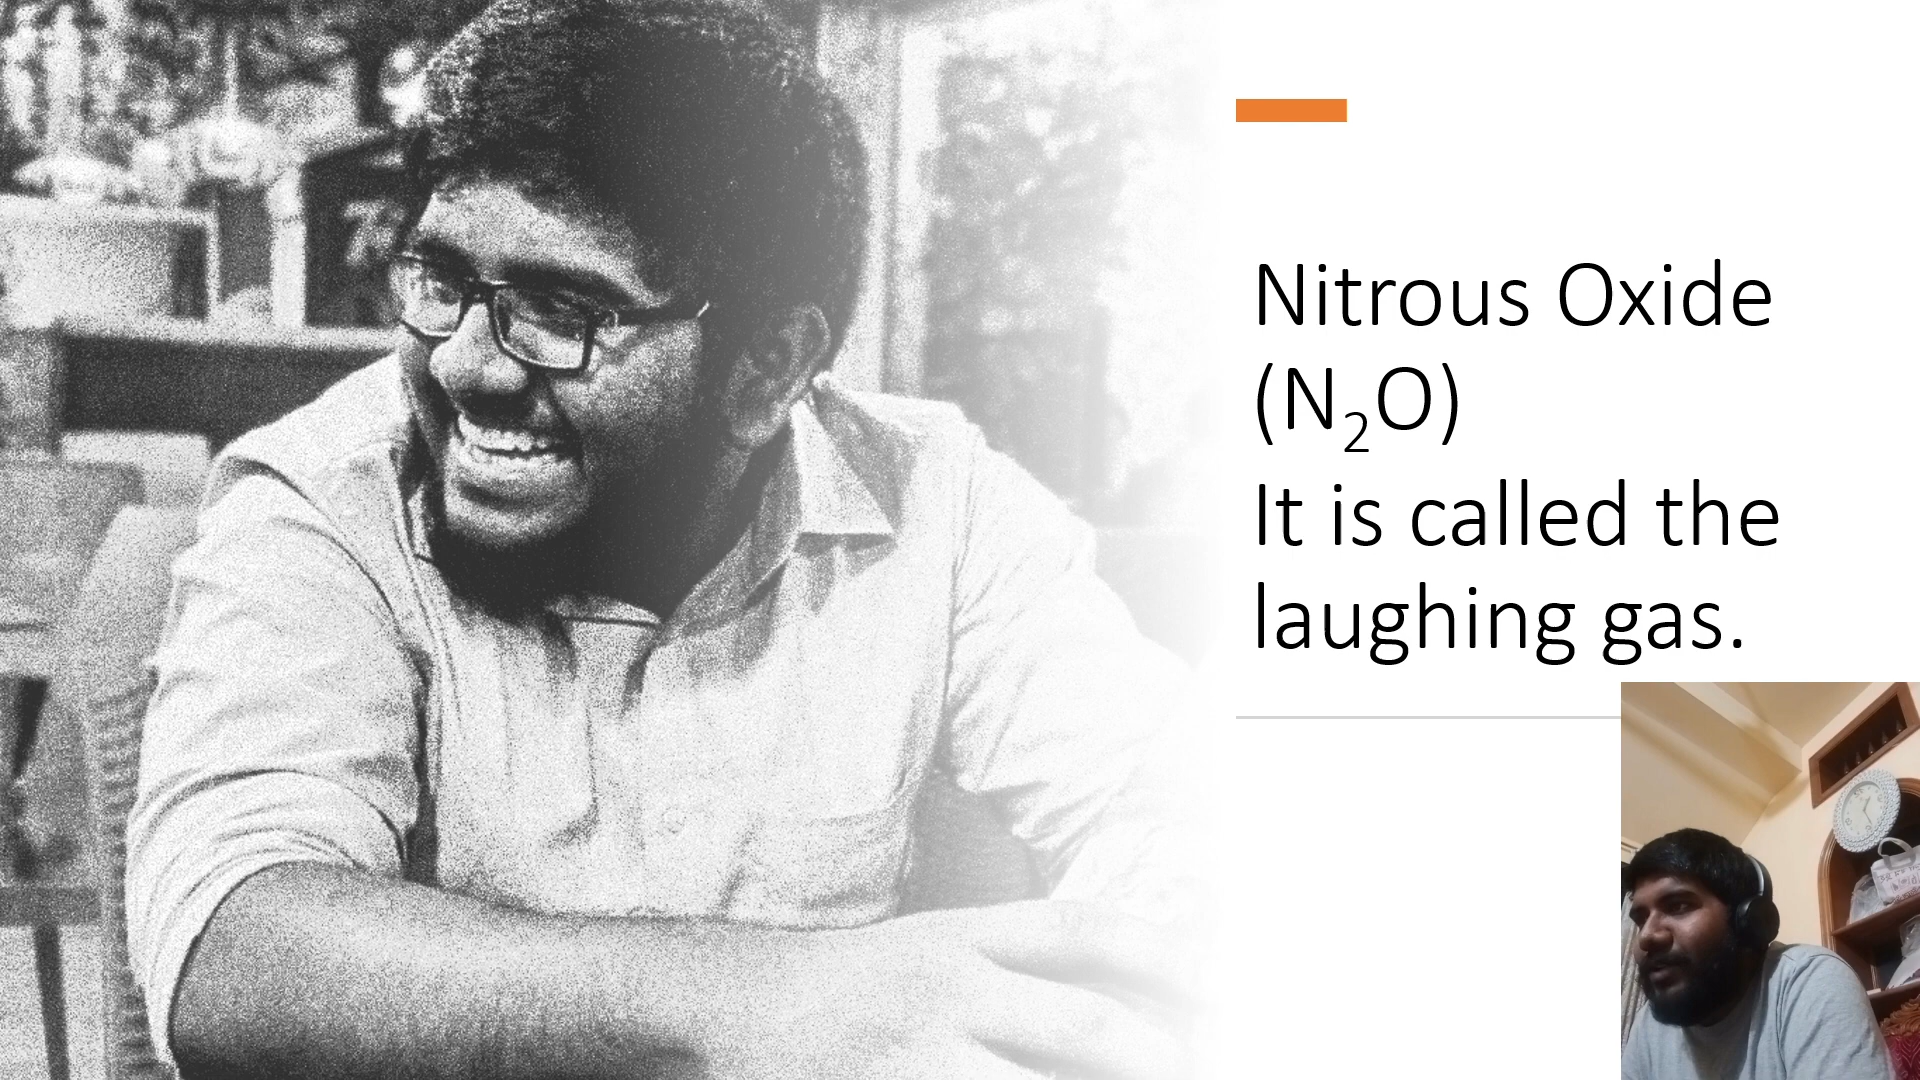 Nitrous Oxide
(N₂O)
It is called the
laughing gas.